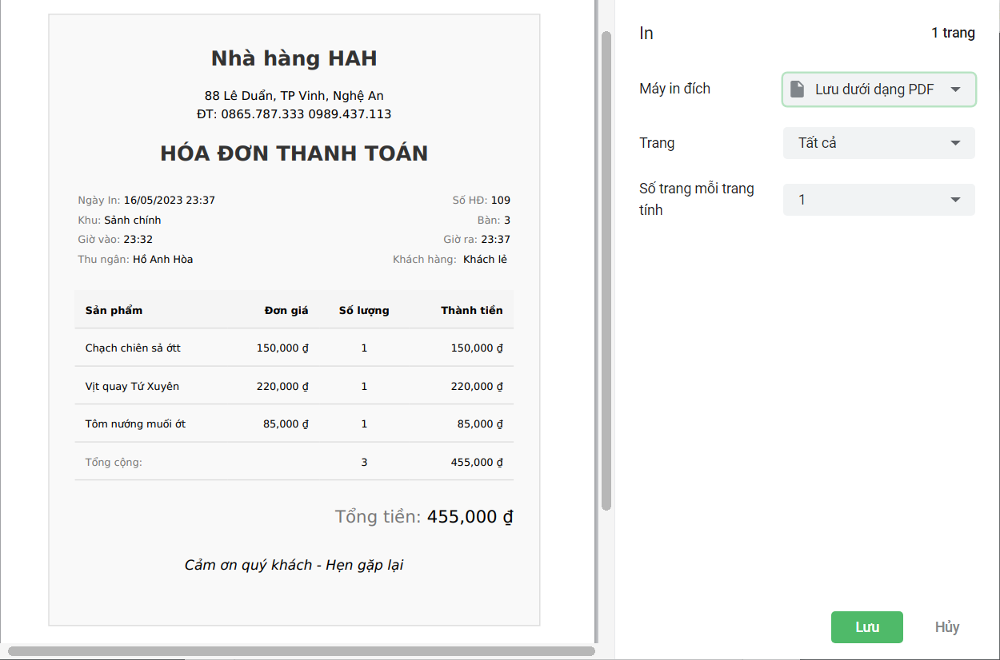 Nhà hàng HAH
88 Lê Duẩn, TP Vinh, Nghệ An
ĐT: 0865.787.333 0989.437.113
HÓA ĐƠN THANH TOÁN
Ngày In: 16/05/2023 23:37 Số HĐ: 109
Khu: Sảnh chính Bàn: 3
Giờ vào: 23:32 Giờ ra: 23:37
Thu ngân: Hồ Anh Hòa Khách hàng: Khách lẻ
Sản phẩm Đơn giá Số lượng Thành tiền
Chạch chiên sả ớtt 150,000 ₫ 1 150,000 ₫
Vịt quay Tứ Xuyên 220,000 ₫ 1 220,000 ₫
Tôm nướng muối ớt 85,000 ₫ 1 85,000 ₫
Tổng cộng: 3 455,000 ₫
Tổng tiền: 455,000 ₫
Cảm ơn quý khách - Hẹn gặp lại
In 1 trang
Máy in đích Lưu dưới dạng PDF
Trang Tất cả
Số trang mỗi trang
tính
1
Lưu Hủy